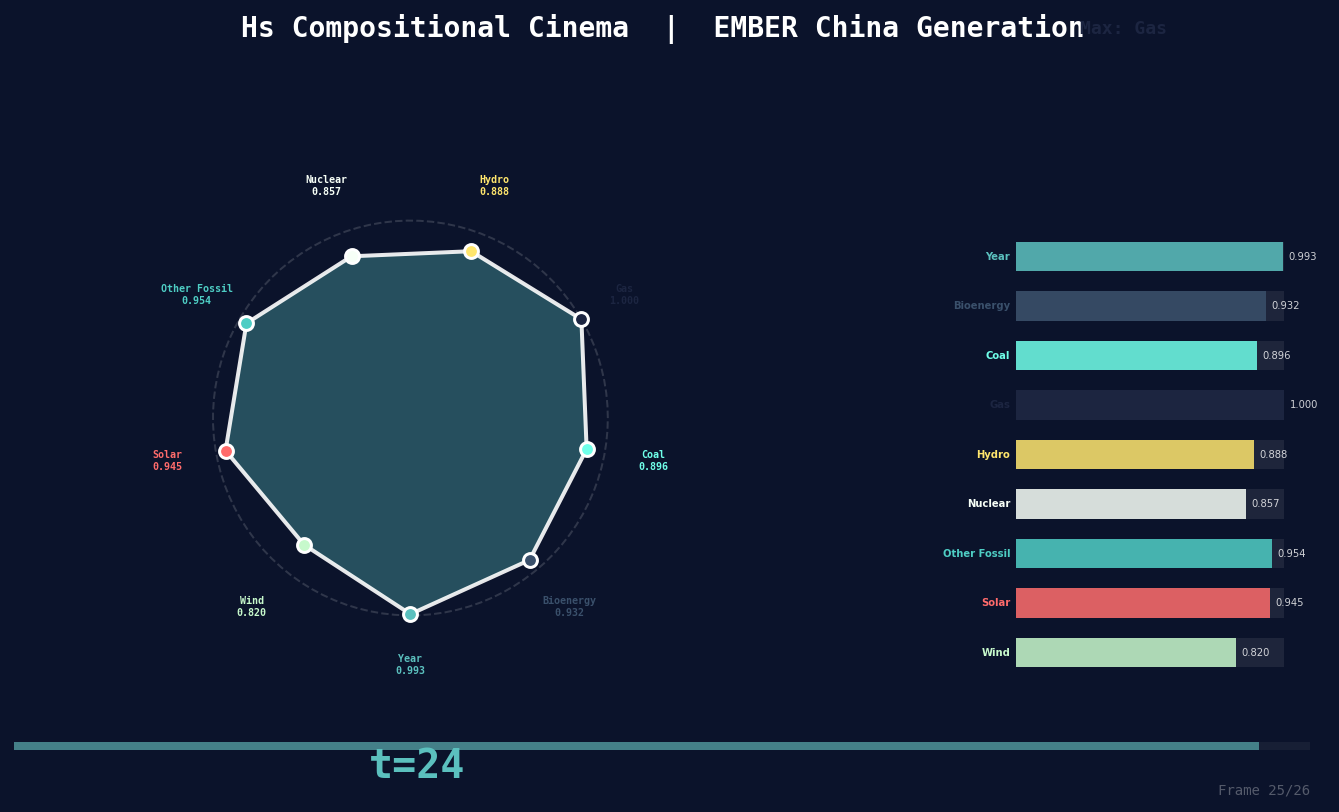 Hs Compositional Cinema | EMBER China Generation
Max: Gas
Nuclear
0.857
Hydro
0.888
Other Fossil
0.954
Gas
1.000
Solar
0.945
Coal
0.896
Wind
0.820
Bioenergy
0.932
Year
0.993
Year 0.993
Bioenergy 0.932
Coal 0.896
Gas 1.000
Hydro 0.888
Nuclear 0.857
Other Fossil 0.954
Solar 0.945
Wind 0.820
t=24
Frame 25/26